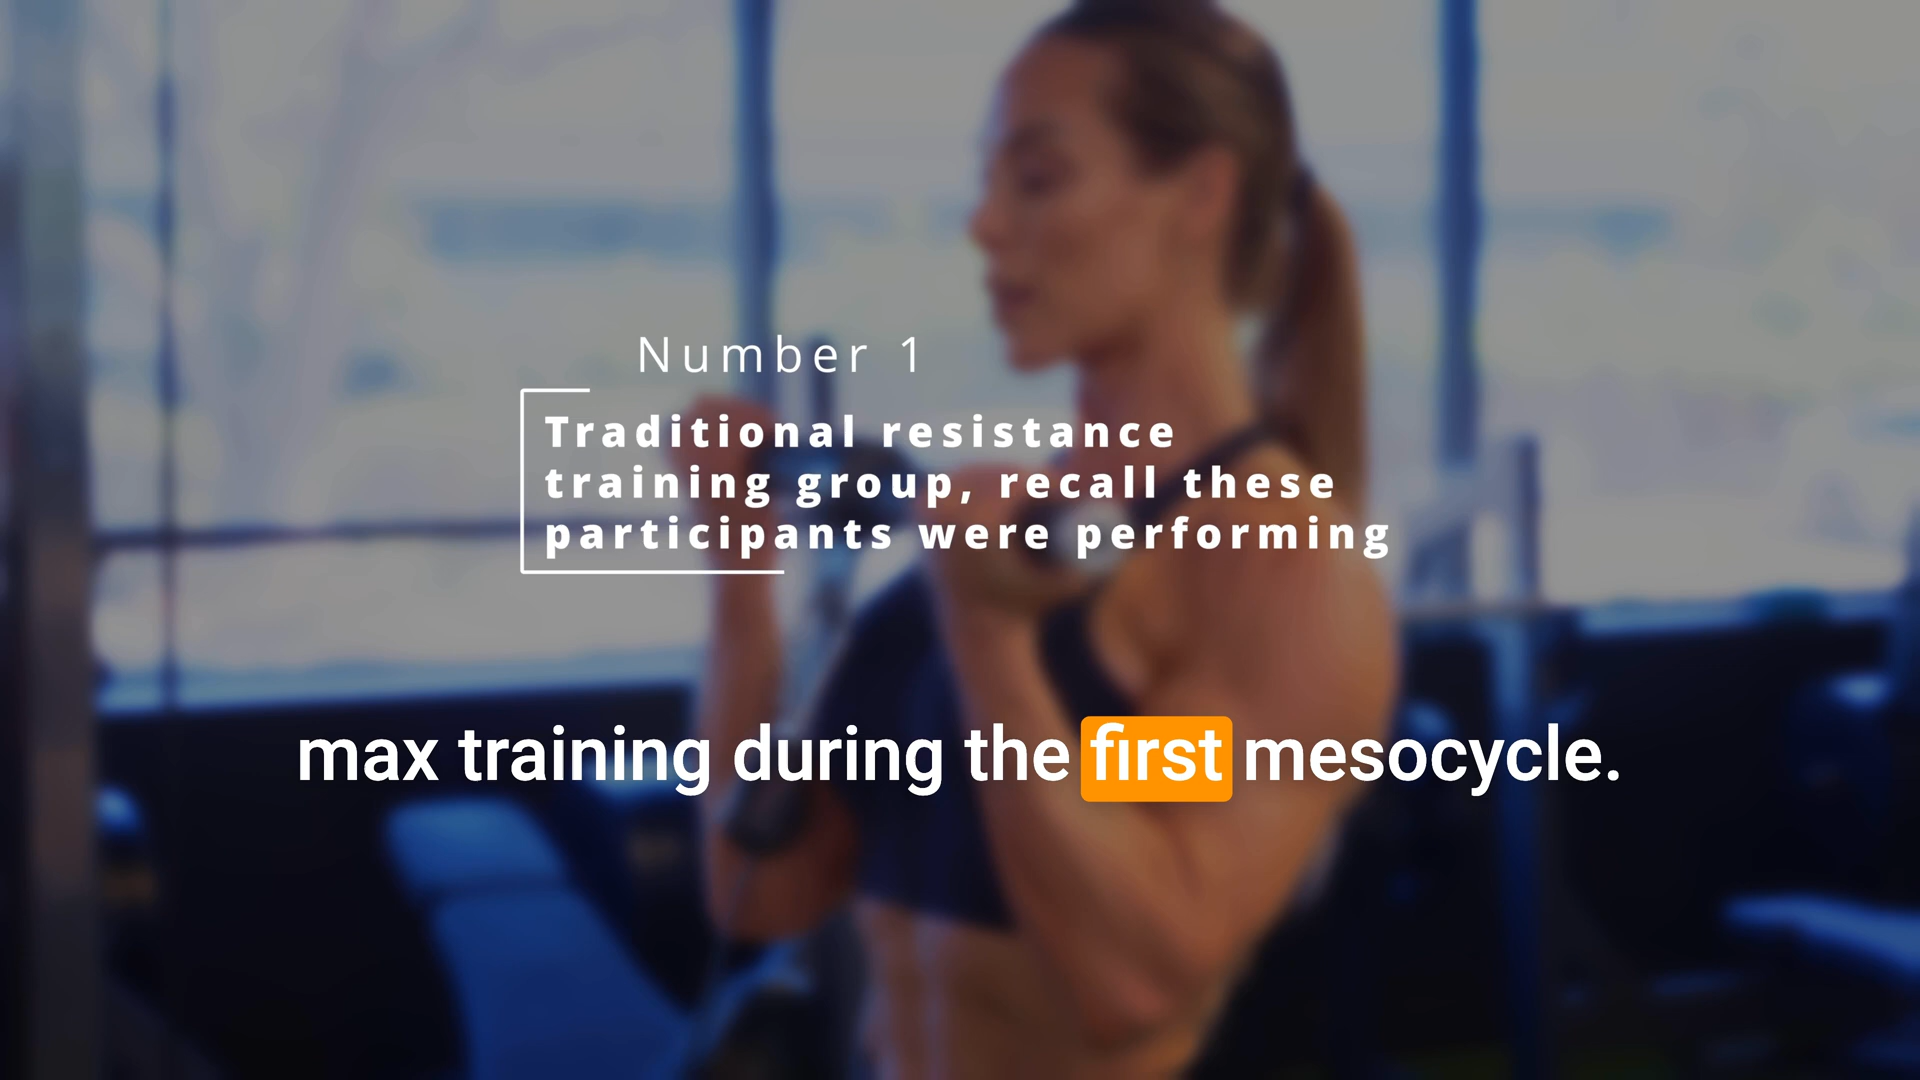 Number 1
Traditional resistance
training group, recall these
participants were performing
max training during the first mesocycle.